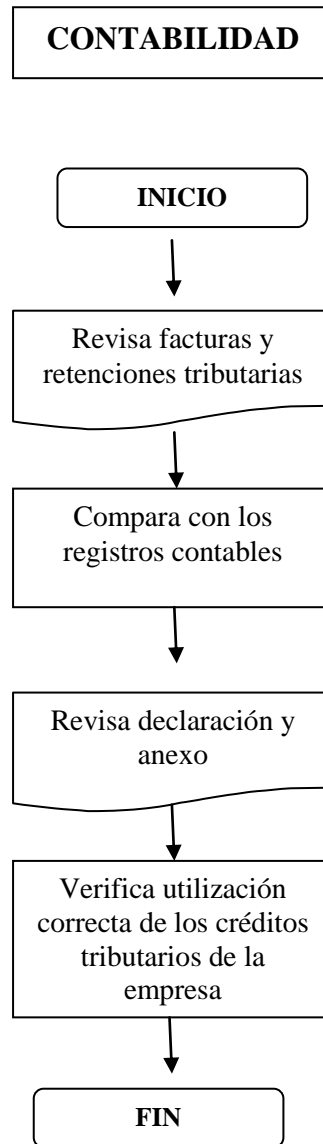 CONTABILIDAD
INICIO
Revisa facturas y
retenciones tributarias
Compara con los
registros contables
Revisa declaración y
anexo
Verifica utilización
correcta de los créditos
tributarios de la
empresa
FIN